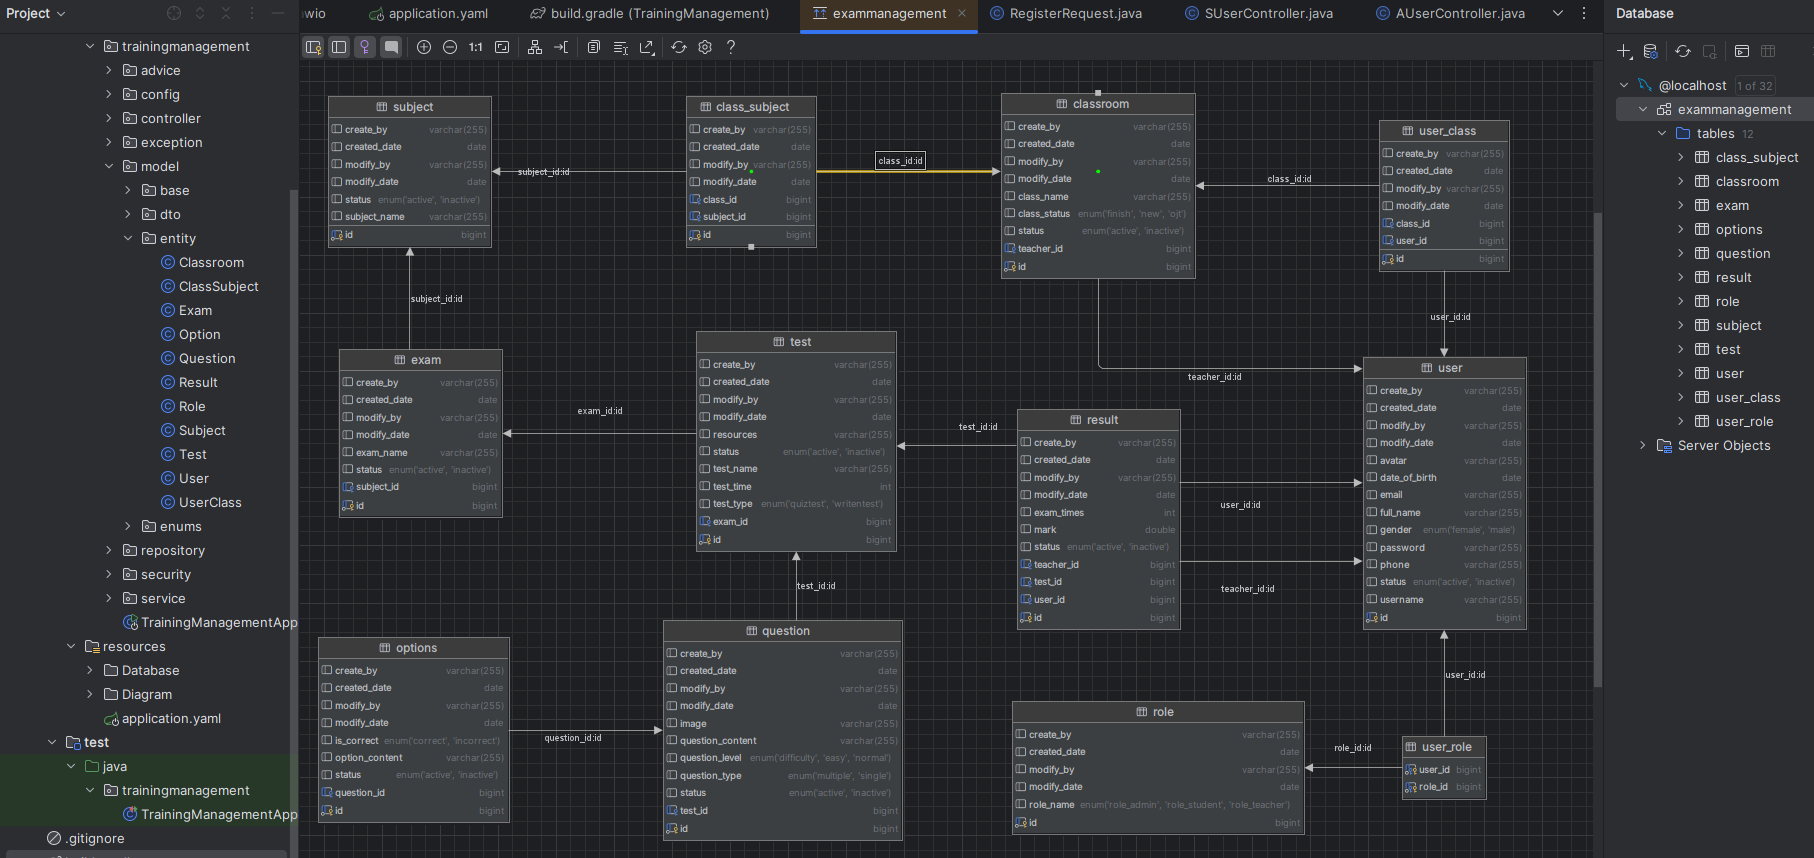 Project
wio
application.yaml
build.gradle (TrainingManagement)
exammanagement
RegisterRequest.java
SUserController.java
AUserController.java
Database
1:1
?
trainingmanagement
advice
config
controller
exception
model
base
dto
entity
Classroom
ClassSubject
Exam
Option
Question
Result
Role
Subject
Test
User
UserClass
enums
repository
security
service
TrainingManagementApp
resources
Database
Diagram
application.yaml
test
java
trainingmanagement
TrainingManagementApp
.gitignore
subject
create_by varchar(255)
created_date date
modify_by varchar(255)
modify_date date
status enum('active', 'inactive')
subject_name varchar(255)
id bigint
subject_id:id
class_subject
create_by varchar(255)
created_date date
modify_by varchar(255)
modify_date date
class_id bigint
subject_id bigint
id bigint
class_id:id
classroom
create_by varchar(255)
created_date date
modify_by varchar(255)
modify_date date
class_name varchar(255)
class_status enum('finish', 'new', 'ojt')
status enum('active', 'inactive')
teacher_id bigint
id bigint
class_id:id
user_class
create_by varchar(255)
created_date date
modify_by varchar(255)
modify_date date
class_id bigint
user_id bigint
id bigint
subject_id:id
user_id:id
teacher_id:id
exam
create_by varchar(255)
created_date date
modify_by varchar(255)
modify_date date
exam_name varchar(255)
status enum('active', 'inactive')
subject_id bigint
id bigint
exam_id:id
test
create_by varchar(255)
created_date date
modify_by varchar(255)
modify_date date
resources varchar(255)
status enum('active', 'inactive')
test_name varchar(255)
test_time int
test_type enum('quiztest', 'writentest')
exam_id bigint
id bigint
test_id:id
result
create_by varchar(255)
created_date date
modify_by varchar(255)
modify_date date
exam_times int
mark double
status enum('active', 'inactive')
teacher_id bigint
test_id bigint
user_id bigint
id bigint
user_id:id
teacher_id:id
user
create_by varchar(255)
created_date date
modify_by varchar(255)
modify_date date
avatar varchar(255)
date_of_birth date
email varchar(255)
full_name varchar(255)
gender enum('female', 'male')
password varchar(255)
phone varchar(255)
status enum('active', 'inactive')
username varchar(255)
id bigint
test_id:id
user_id:id
options
create_by varchar(255)
created_date date
modify_by varchar(255)
modify_date date
is_correct enum('correct', 'incorrect')
option_content varchar(255)
status enum('active', 'inactive')
question_id bigint
id bigint
question_id:id
question
create_by varchar(255)
created_date date
modify_by varchar(255)
modify_date date
image varchar(255)
question_content varchar(255)
question_level enum('difficulty', 'easy', 'normal')
question_type enum('multiple', 'single')
status enum('active', 'inactive')
test_id bigint
id bigint
role
create_by varchar(255)
created_date date
modify_by varchar(255)
modify_date date
role_name enum('role_admin', 'role_student', 'role_teacher')
id bigint
role_id:id
user_role
user_id bigint
role_id bigint
@localhost 1 of 32
exammanagement
tables 12
class_subject
classroom
exam
options
question
result
role
subject
test
user
user_class
user_role
Server Objects